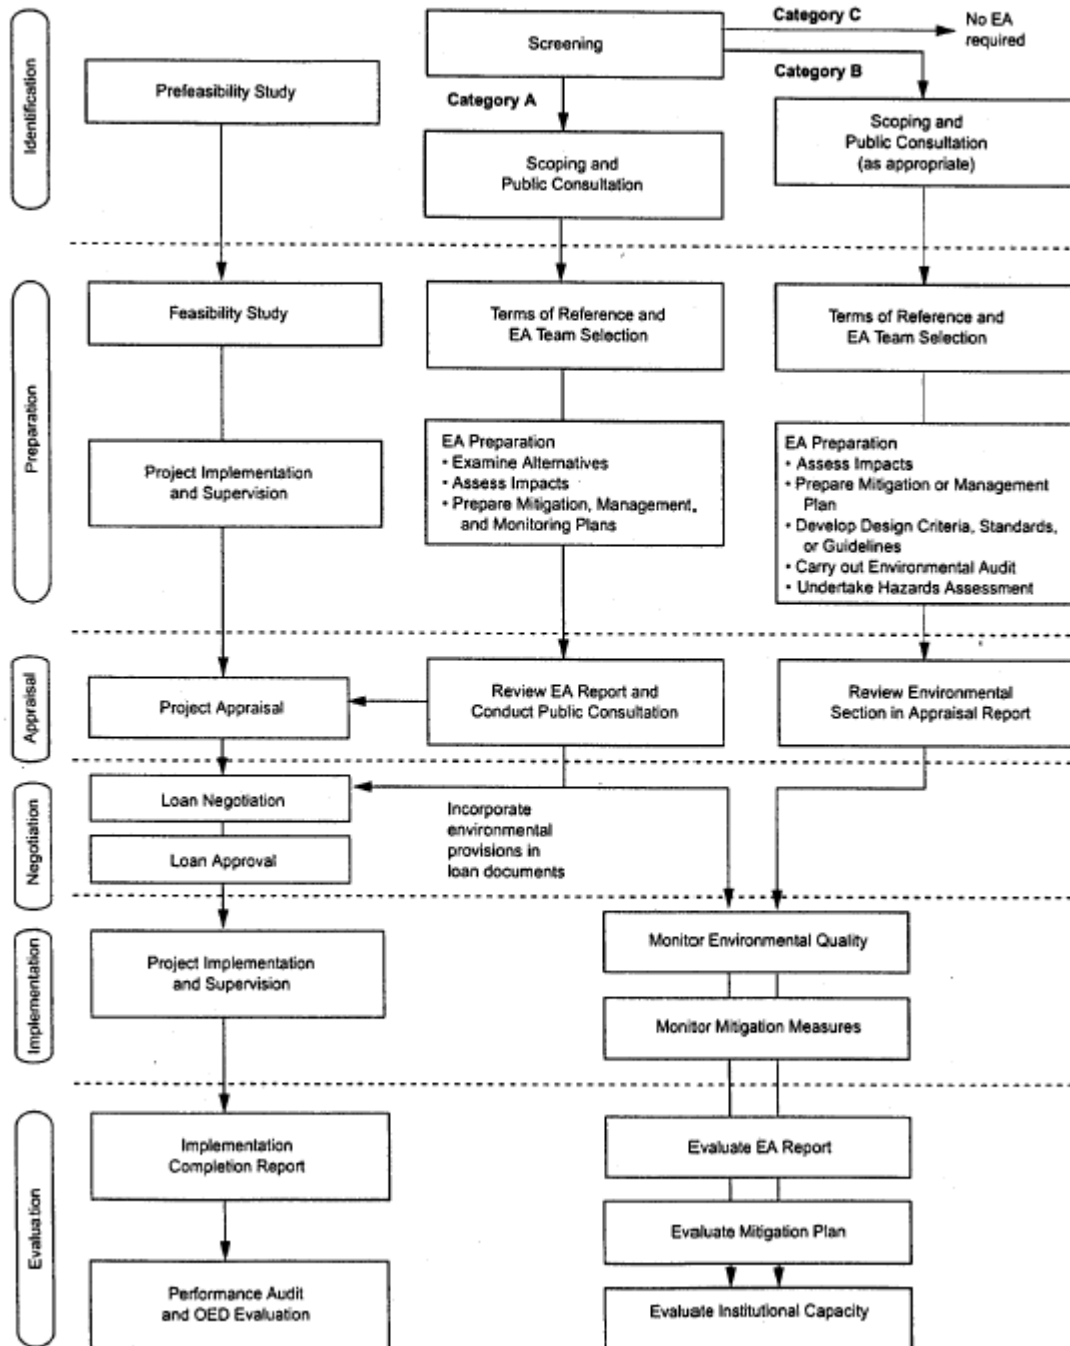 Identification
Prefeasibility Study
Screening
Category C
No EA
required
Category B
Category A
Scoping and
Public Consultation
Scoping and
Public Consultation
(as appropriate)
Preparation
Feasibility Study
Terms of Reference and
EA Team Selection
Terms of Reference and
EA Team Selection
Project Implementation
and Supervision
EA Preparation
• Examine Alternatives
• Assess Impacts
• Prepare Mitigation, Management,
and Monitoring Plans
EA Preparation
• Assess Impacts
• Prepare Mitigation or Management
Plan
• Develop Design Criteria, Standards,
or Guidelines
• Carry out Environmental Audit
• Undertake Hazards Assessment
Appraisal
Project Appraisal
Review EA Report and
Conduct Public Consultation
Review Environmental
Section in Appraisal Report
Negotiation
Loan Negotiation
Loan Approval
Incorporate
environmental
provisions in
loan documents
Implementation
Project Implementation
and Supervision
Monitor Environmental Quality
Monitor Mitigation Measures
Evaluation
Implementation
Completion Report
Evaluate EA Report
Evaluate Mitigation Plan
Performance Audit
and OED Evaluation
Evaluate Institutional Capacity